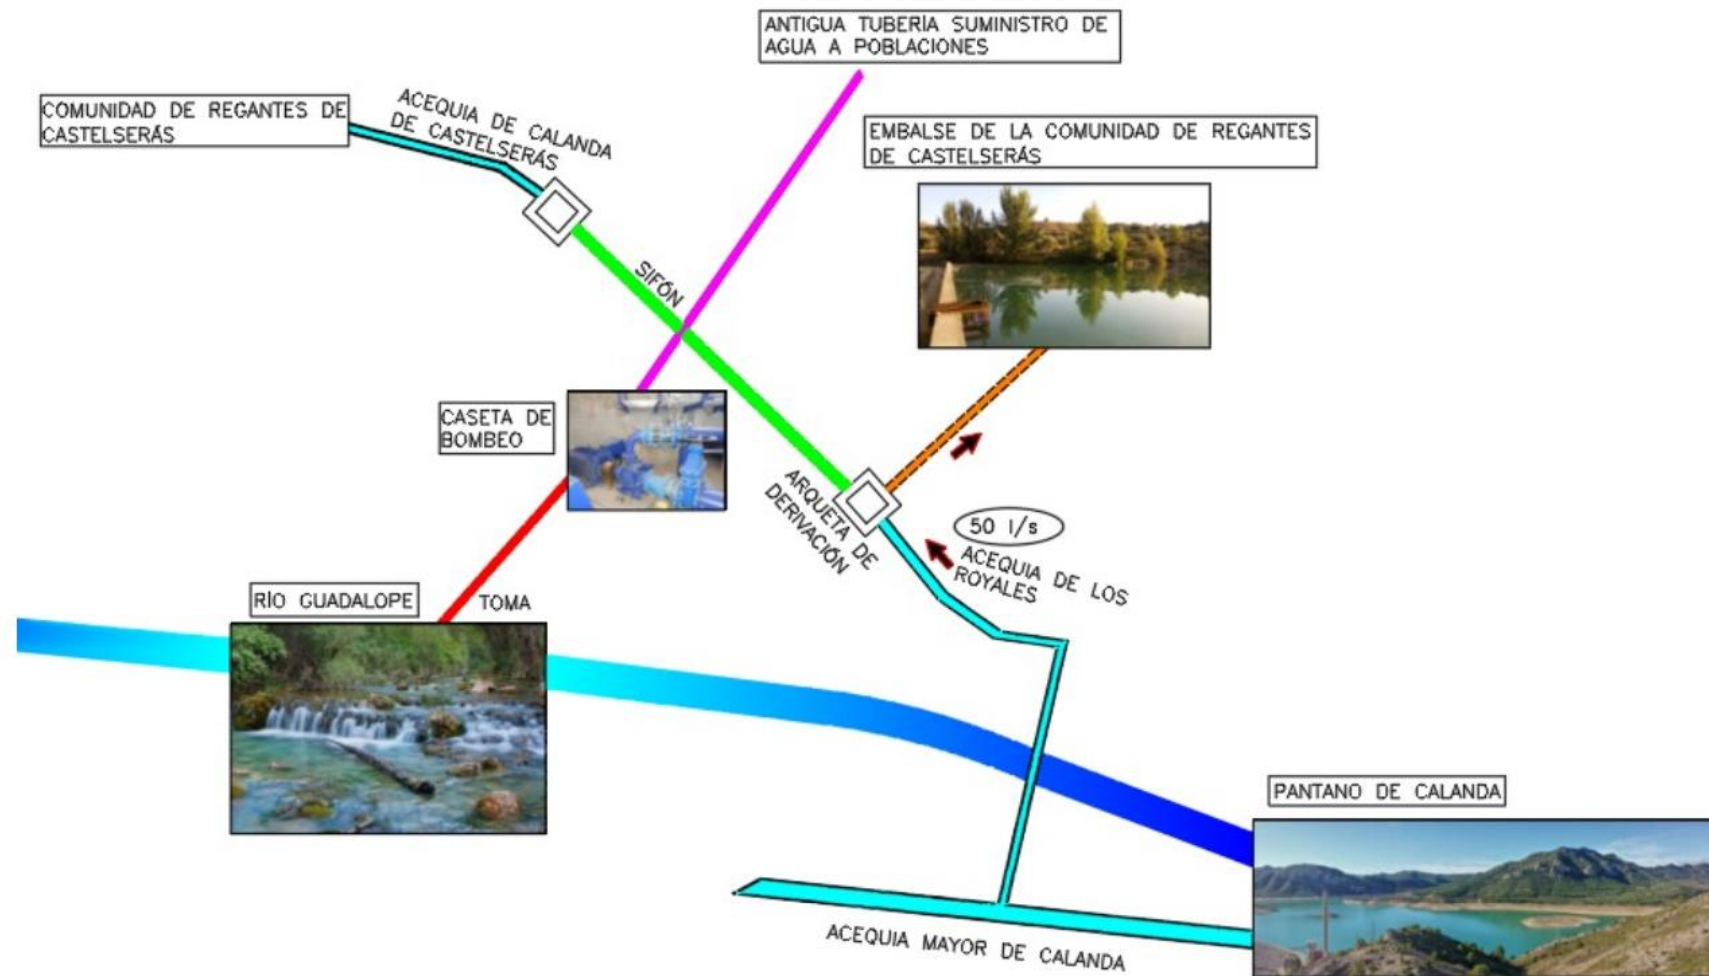 ANTIGUA TUBERÍA SUMINISTRO DE
AGUA A POBLACIONES
COMUNIDAD DE REGANTES DE
CASTELSERÁS
ACEQUIA DE CALANDA
DE CASTELSERÁS
EMBALSE DE LA COMUNIDAD DE REGANTES
DE CASTELSERÁS
SIFÓN
CASETA DE
BOMBEO
ARQUETA DE
DERIVACIÓN
50 l/s
ACEQUIA DE LOS
ROYALES
RÍO GUADALOPE
TOMA
PANTANO DE CALANDA
ACEQUIA MAYOR DE CALANDA